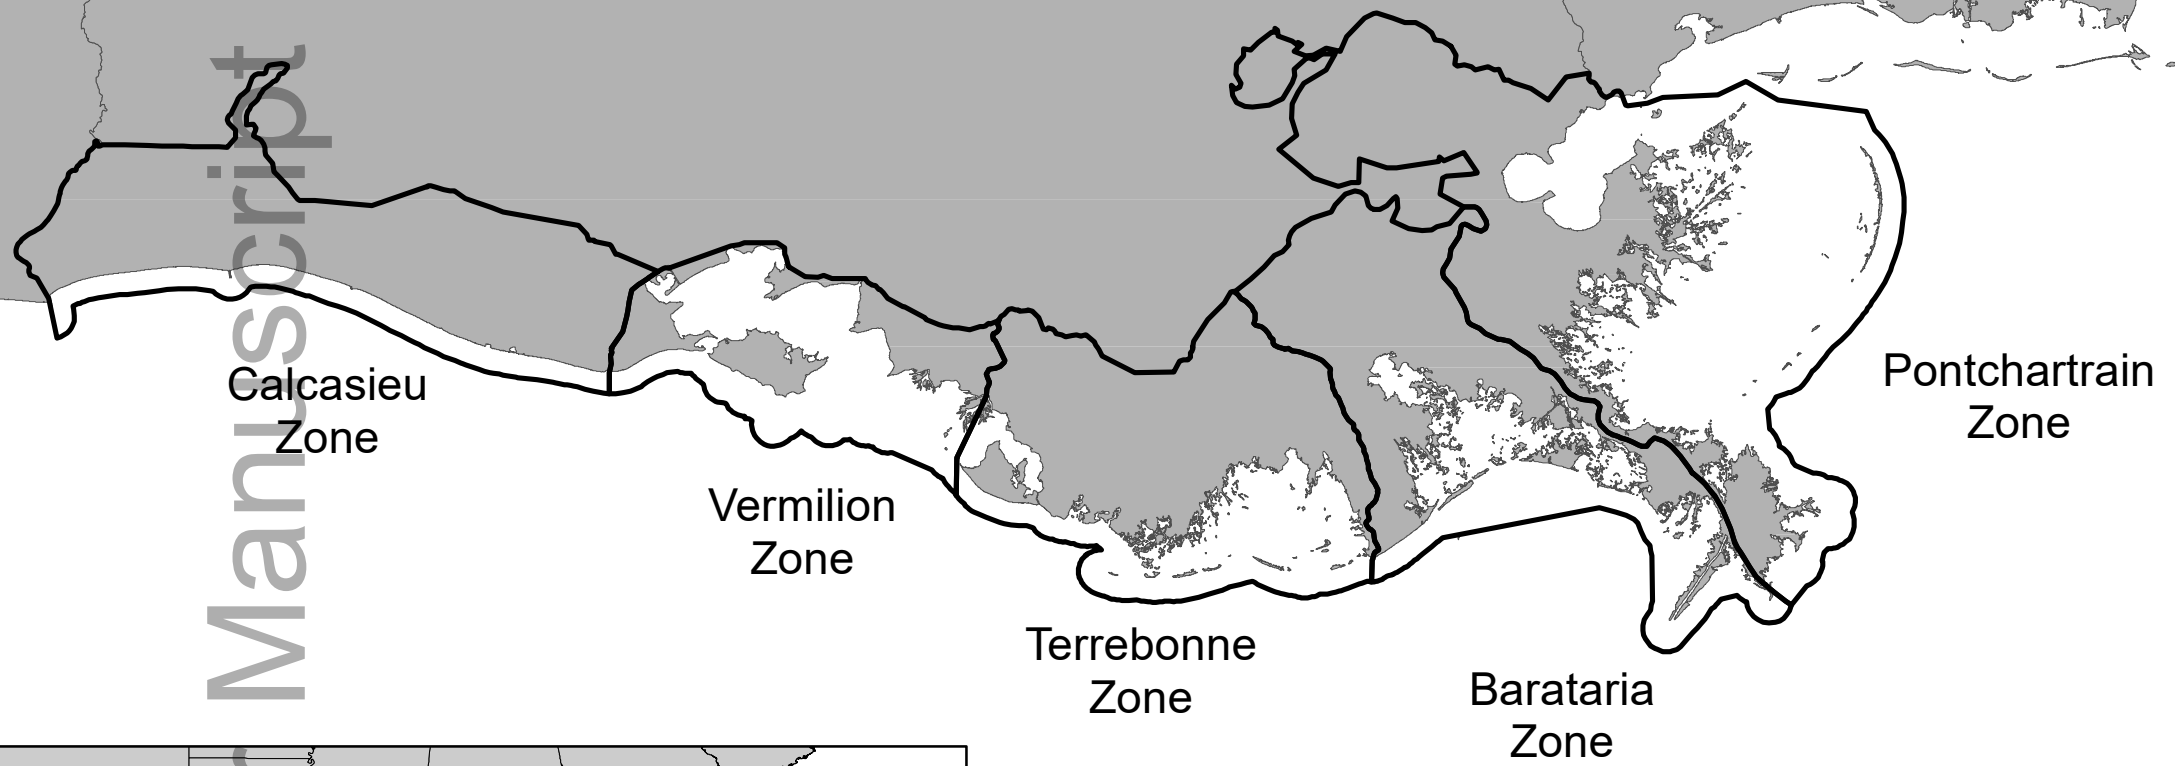 Manuscript
Calcasieu
Zone
Vermilion
Zone
Terrebonne
Zone
Barataria
Zone
Pontchartrain
Zone